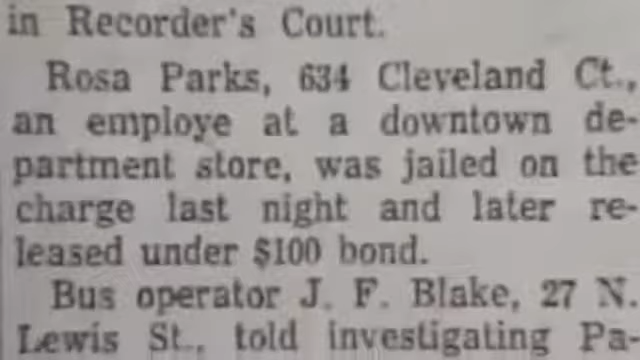 in Recorder's Court.
Rosa Parks, 634 Cleveland Ct.,
an employe at a downtown de-
partment store, was jailed on the
charge last night and later re-
leased under $100 bond.
Bus operator J. F. Blake, 27 N.
Lewis St., told investigating Pa-